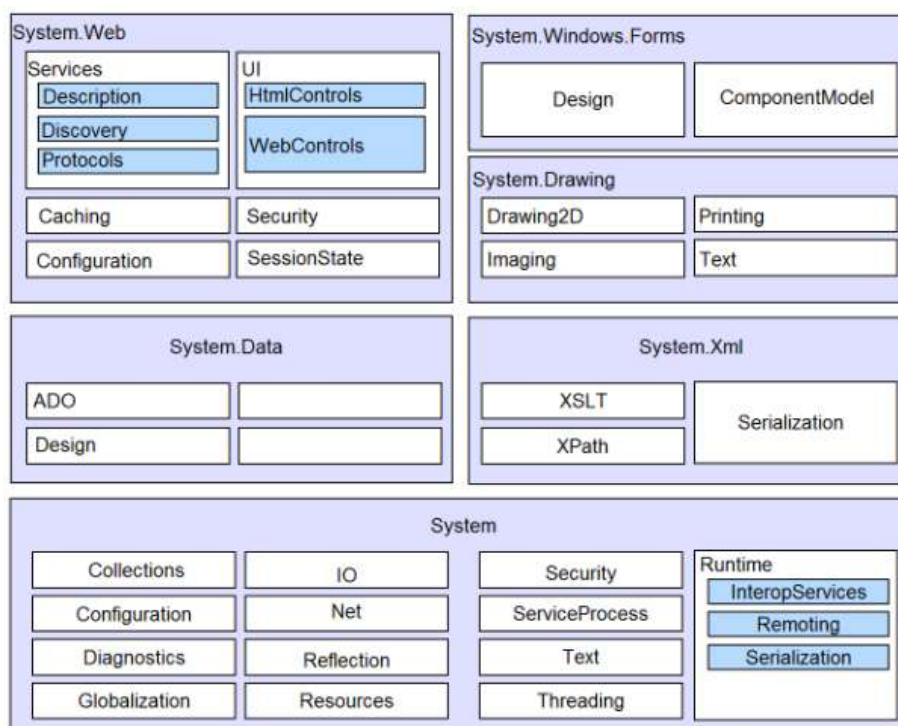 System.Web
Services
Description
Discovery
Protocols
UI
HtmlControls
WebControls
Caching
Security
Configuration
SessionState
System.Windows.Forms
Design
ComponentModel
System.Drawing
Drawing2D
Printing
Imaging
Text
System.Data
ADO
Design
System.Xml
XSLT
XPath
Serialization
System
Collections
Configuration
Diagnostics
Globalization
IO
Net
Reflection
Resources
Security
ServiceProcess
Text
Threading
Runtime
InteropServices
Remoting
Serialization